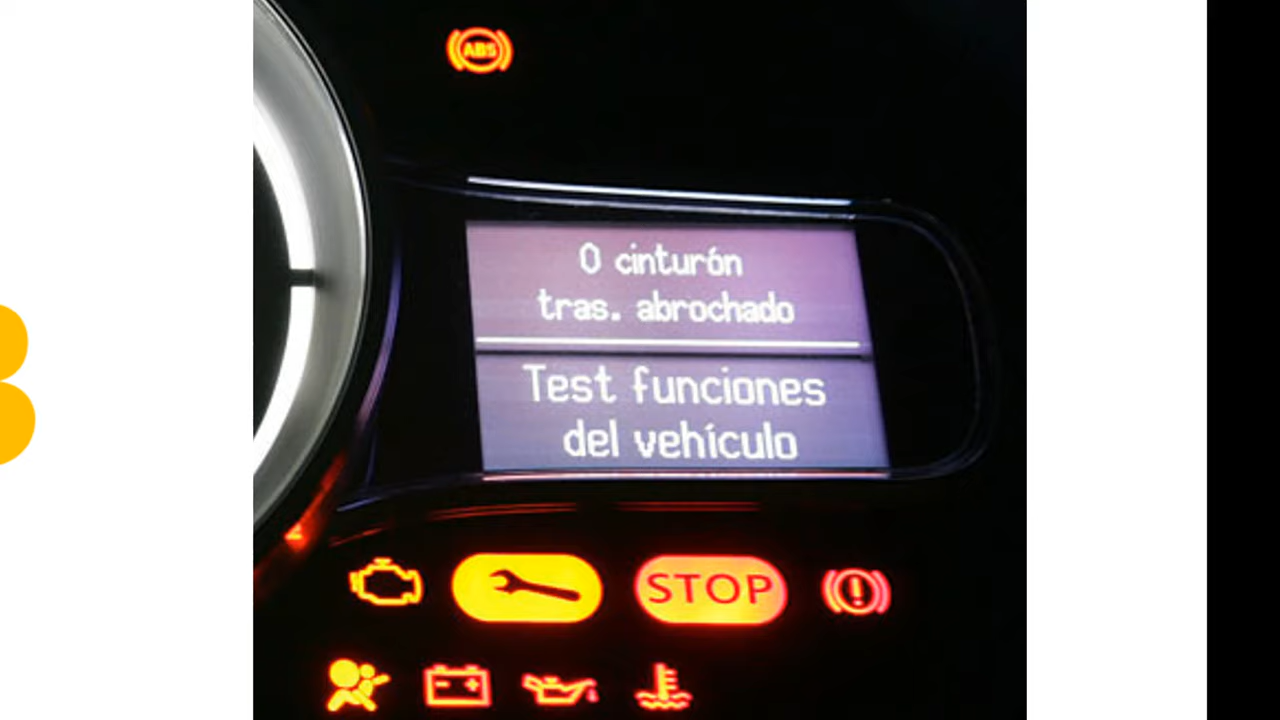 ABS
0 cinturón
tras. abrochado
Test funciones
del vehículo
STOP